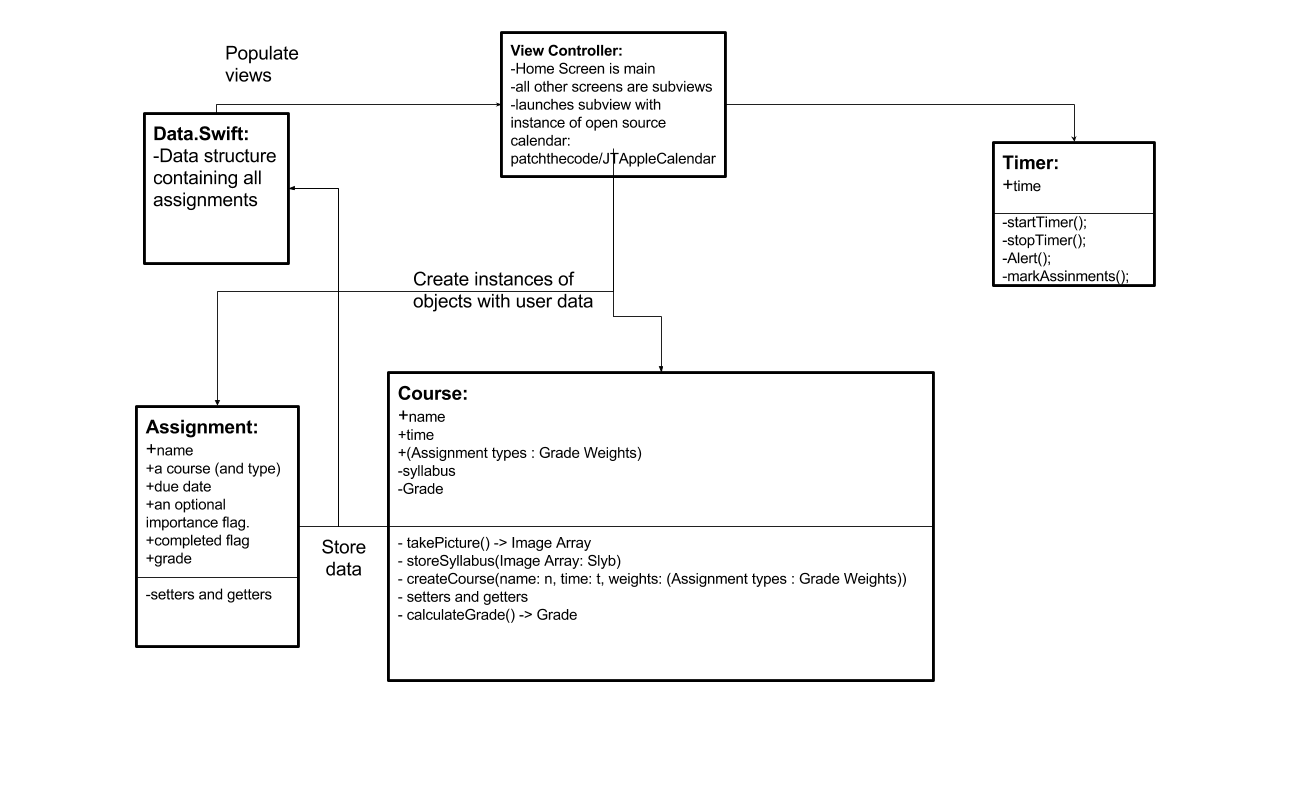 Populate
views
View Controller:
-Home Screen is main
-all other screens are subviews
-launches subview with
instance of open source
calendar:
patchthecode/JTAppleCalendar
Data.Swift:
-Data structure
containing all
assignments
Timer:
+time
-startTimer();
-stopTimer();
-Alert();
-markAssinments();
Create instances of
objects with user data
Assignment:
+name
+a course (and type)
+due date
+an optional
importance flag.
+completed flag
+grade
-setters and getters
Store
data
Course:
+name
+time
+(Assignment types : Grade Weights)
-syllabus
-Grade
- takePicture() -> Image Array
- storeSyllabus(Image Array: Slyb)
- createCourse(name: n, time: t, weights: (Assignment types : Grade Weights))
- setters and getters
- calculateGrade() -> Grade